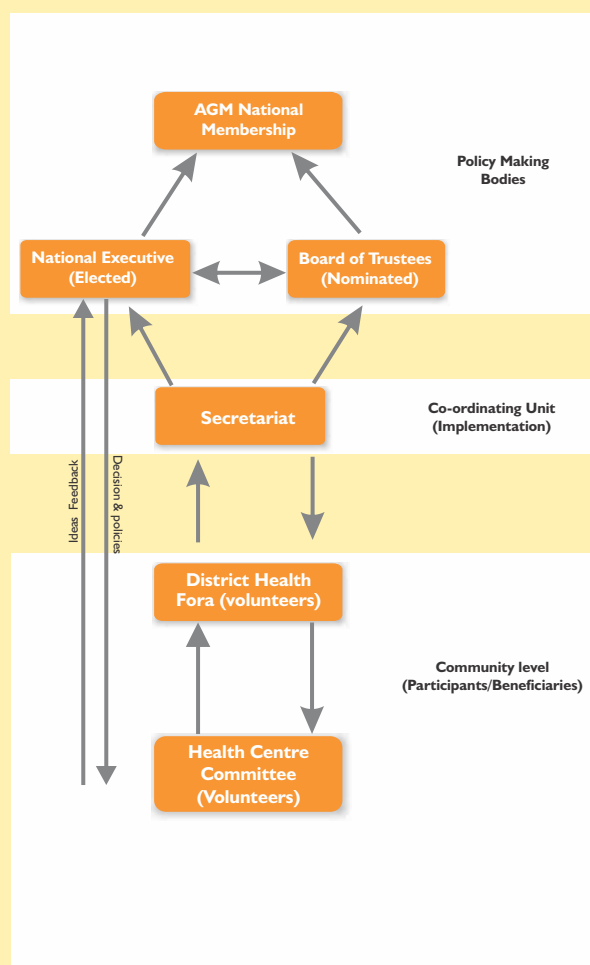 AGM National
Membership
Policy Making
Bodies
National Executive
(Elected)
Board of Trustees
(Nominated)
Secretariat
Co-ordinating Unit
(Implementation)
Ideas  Feedback
Decision & policies
District Health
Fora (volunteers)
Community level
(Participants/Beneficiaries)
Health Centre
Committee
(Volunteers)